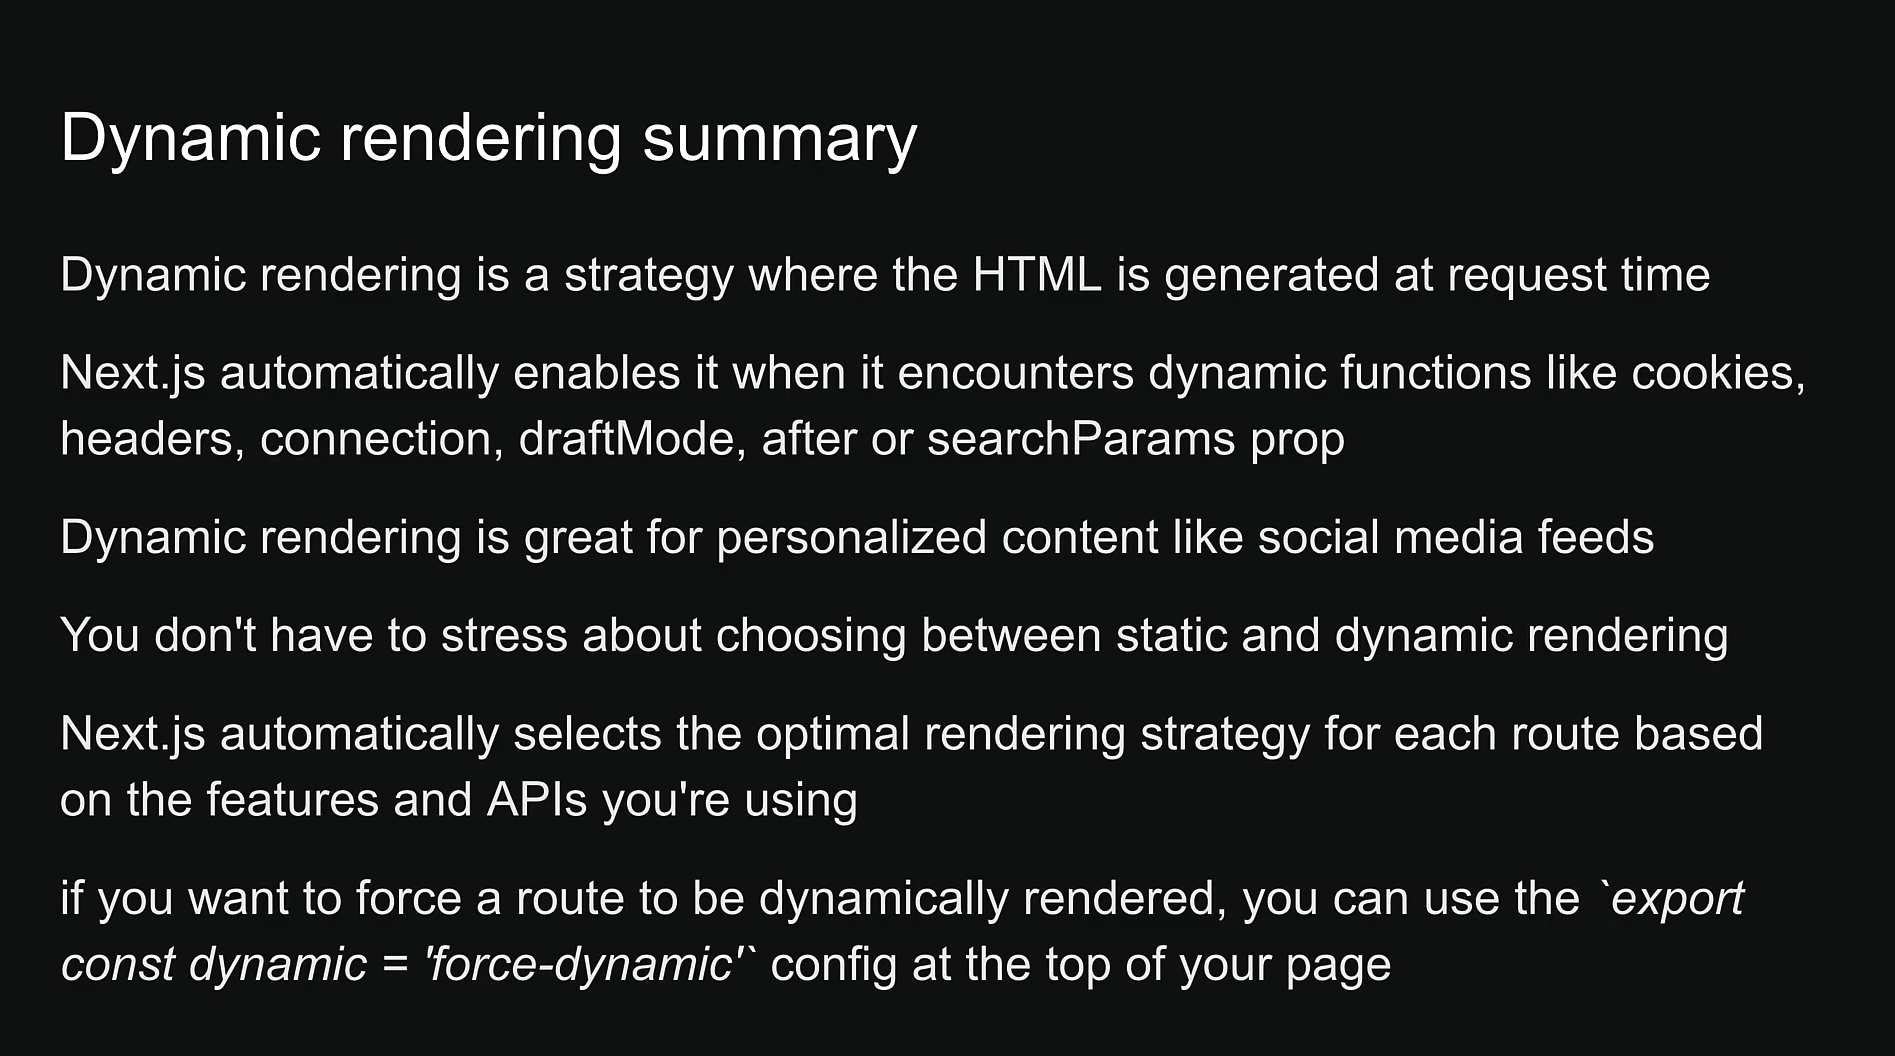 Dynamic rendering summary
Dynamic rendering is a strategy where the HTML is generated at request time
Next.js automatically enables it when it encounters dynamic functions like cookies,
headers, connection, draftMode, after or searchParams prop
Dynamic rendering is great for personalized content like social media feeds
You don't have to stress about choosing between static and dynamic rendering
Next.js automatically selects the optimal rendering strategy for each route based
on the features and APIs you're using
if you want to force a route to be dynamically rendered, you can use the `export
const dynamic = 'force-dynamic'` config at the top of your page